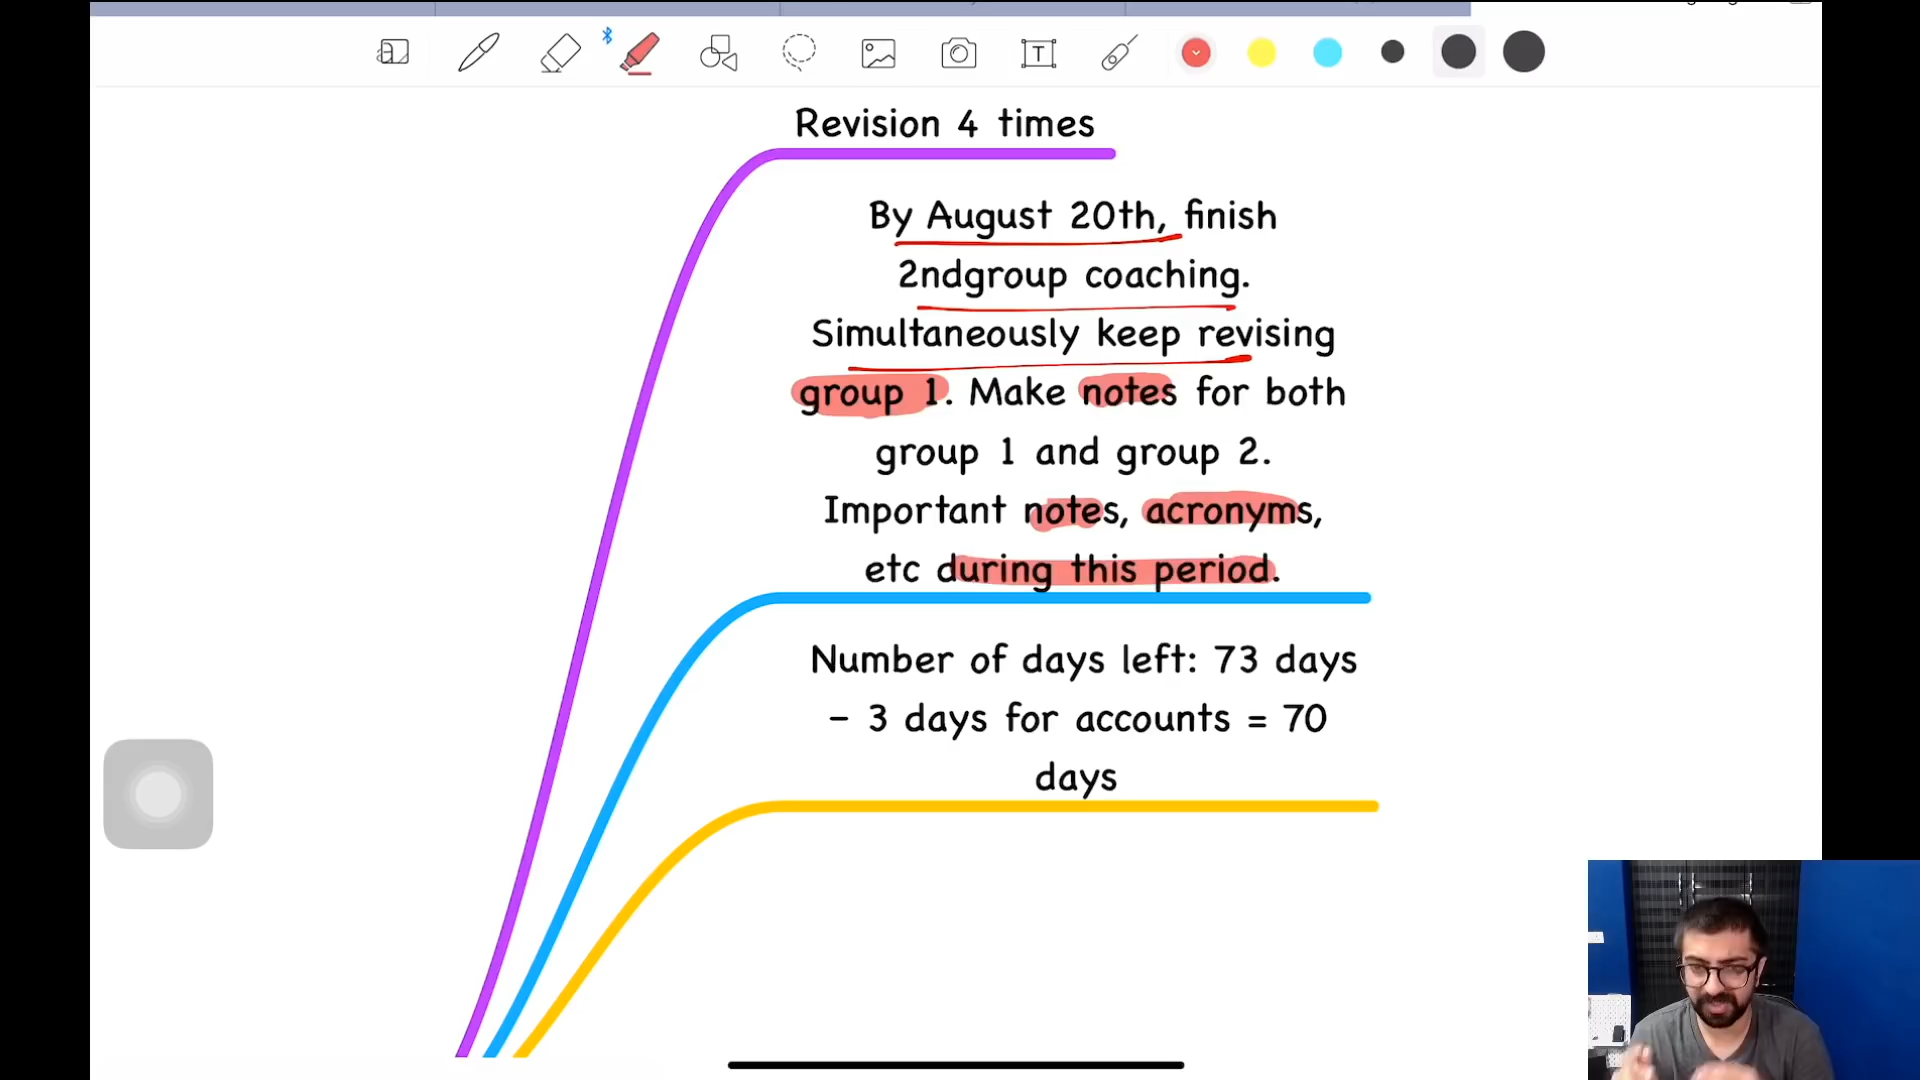 Revision 4 times
By August 20th, finish
2ndgroup coaching.
Simultaneously keep revising
group 1. Make notes for both
group 1 and group 2.
Important notes, acronyms,
etc during this period.
Number of days left: 73 days
- 3 days for accounts = 70
days